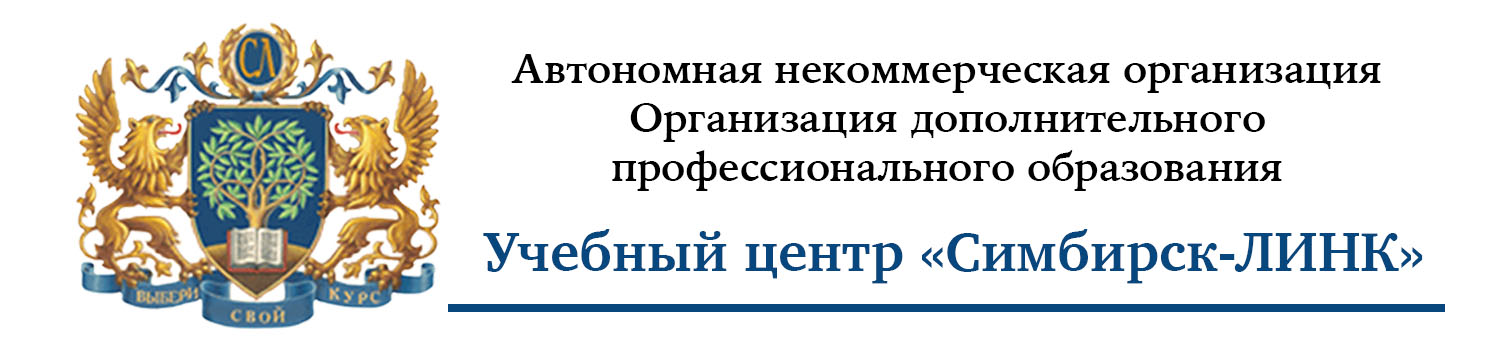 СЛ
Автономная некоммерческая организация
Организация дополнительного
профессионального образования
Учебный центр «Симбирск-ЛИНК»
ВЫБЕРИ
СВОЙ
КУРС